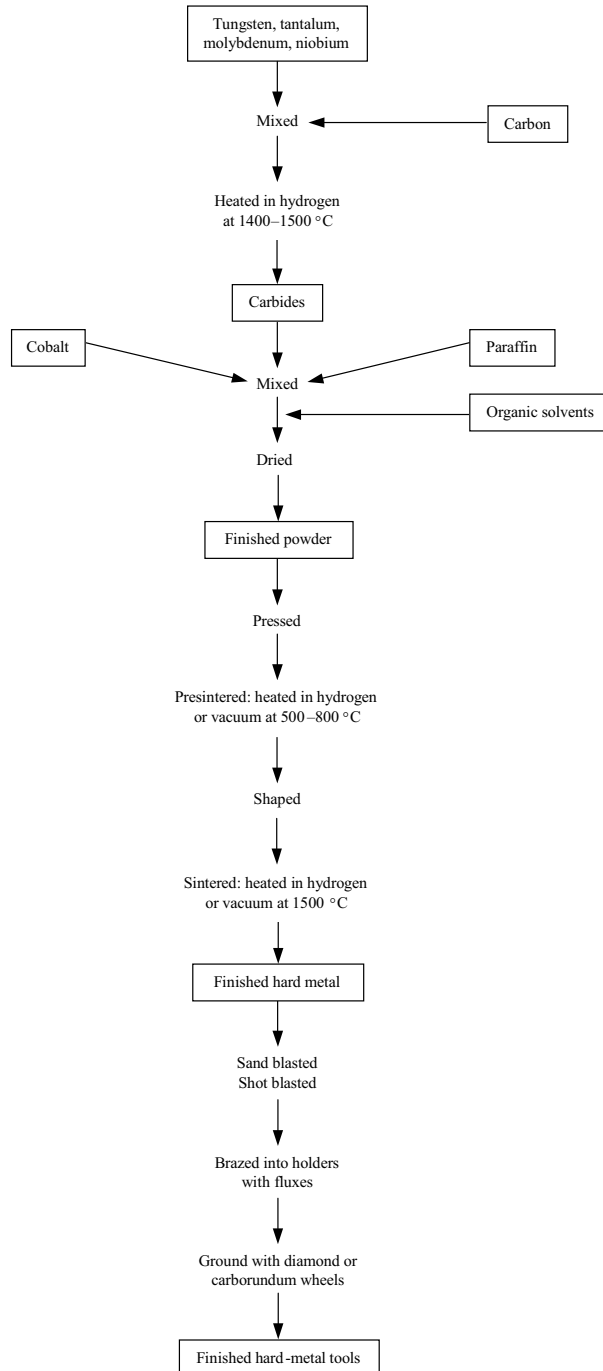 Tungsten, tantalum,
molybdenum, niobium
Mixed
Carbon
Heated in hydrogen
at 1400–1500 °C
Carbides
Cobalt
Paraffin
Mixed
Organic solvents
Dried
Finished powder
Pressed
Presintered: heated in hydrogen
or vacuum at 500–800 °C
Shaped
Sintered: heated in hydrogen
or vacuum at 1500 °C
Finished hard metal
Sand blasted
Shot blasted
Brazed into holders
with fluxes
Ground with diamond or
carborundum wheels
Finished hard-metal tools